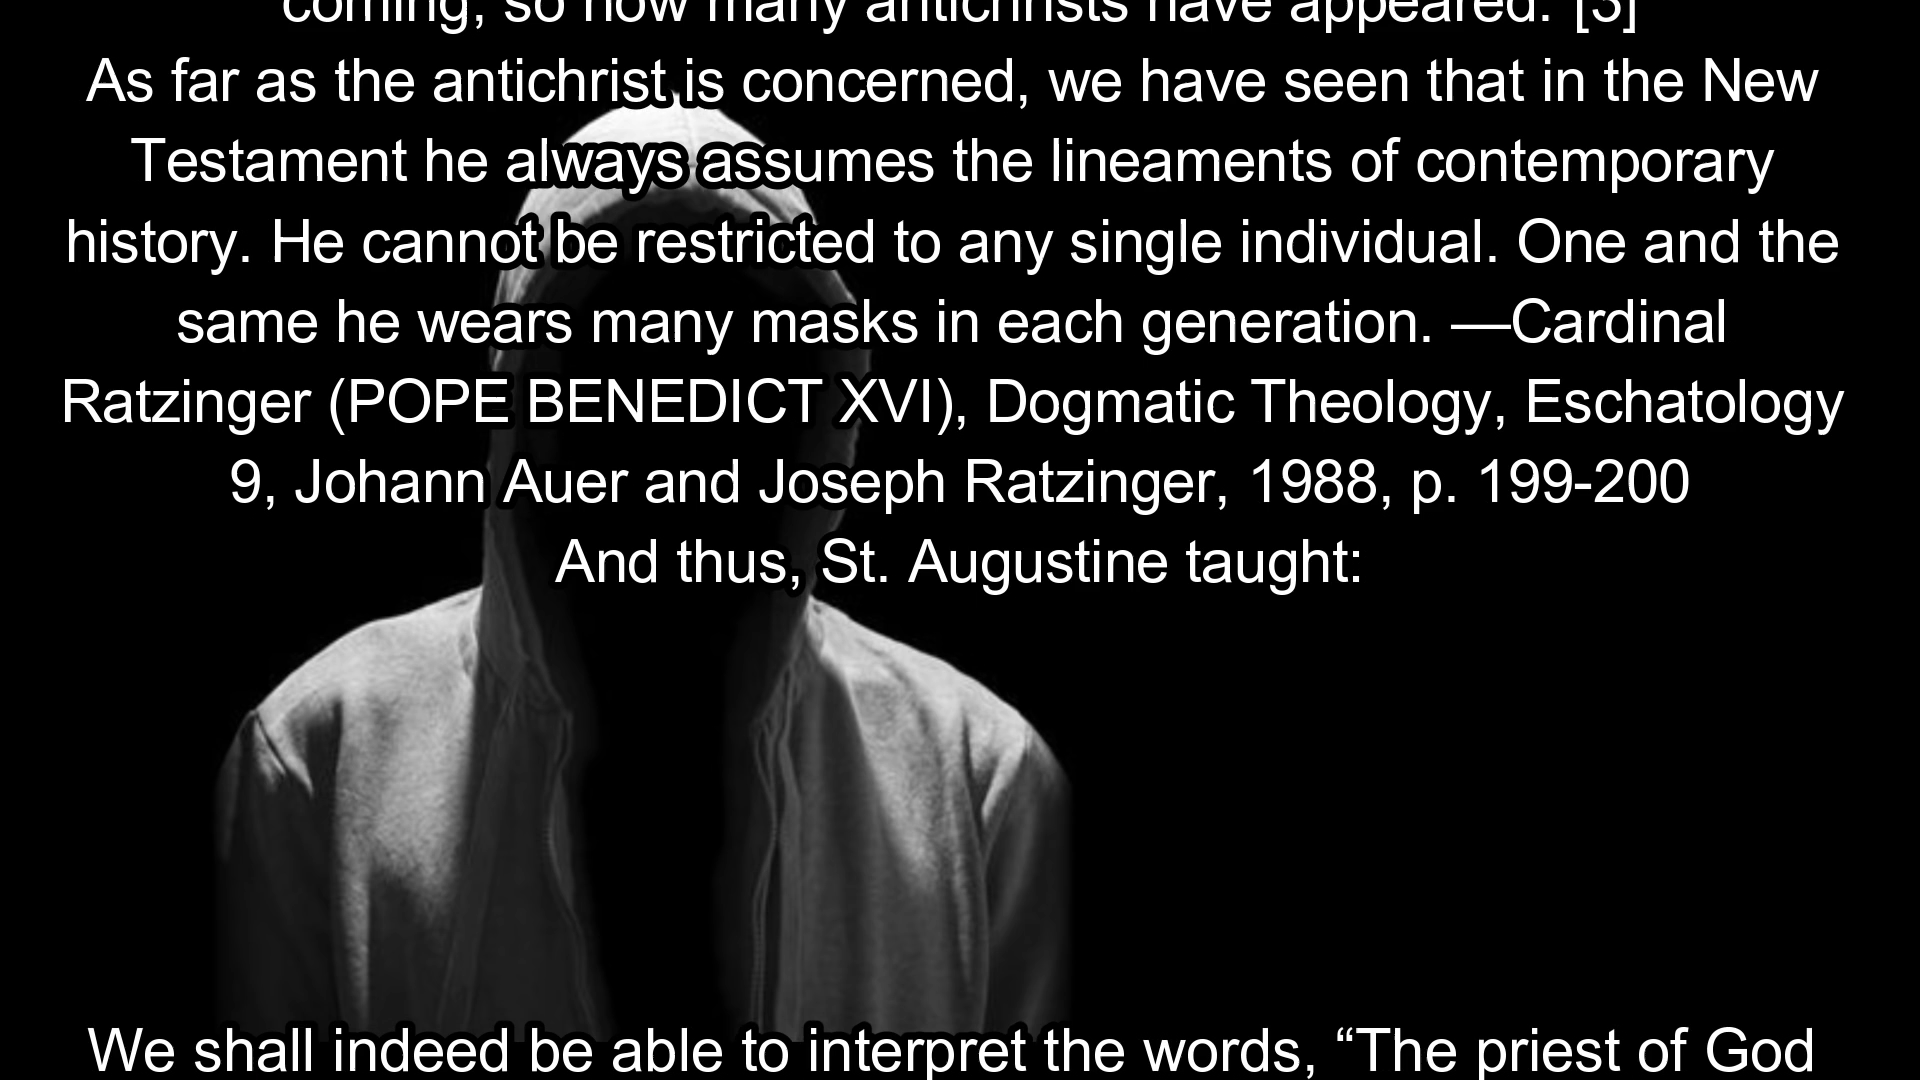 coming, so now many antichrists have appeared. [3]
As far as the antichrist is concerned, we have seen that in the New
Testament he always assumes the lineaments of contemporary
history. He cannot be restricted to any single individual. One and the
same he wears many masks in each generation. —Cardinal
Ratzinger (POPE BENEDICT XVI), Dogmatic Theology, Eschatology
9, Johann Auer and Joseph Ratzinger, 1988, p. 199-200
And thus, St. Augustine taught:
We shall indeed be able to interpret the words, “The priest of God